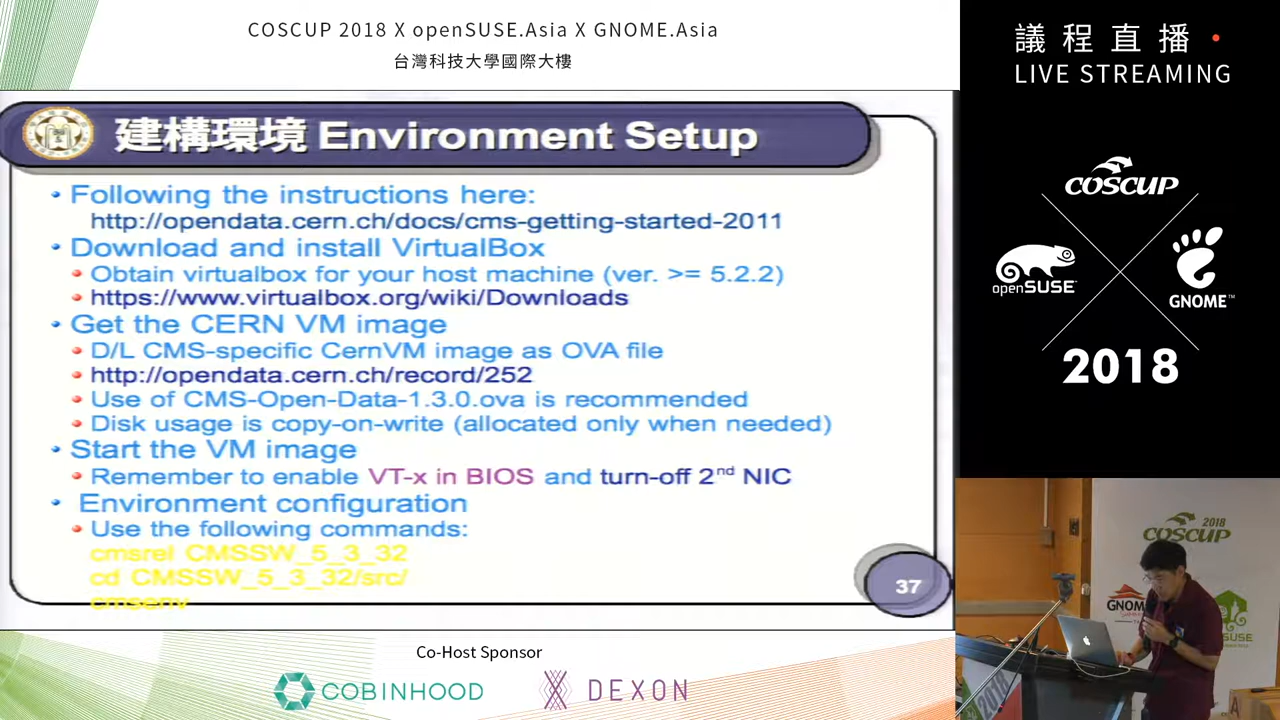 COSCUP 2018 X openSUSE.Asia X GNOME.Asia
台灣科技大學國際大樓
議程直播
LIVE STREAMING
建構環境 Environment Setup
• Following the instructions here:
http://opendata.cern.ch/docs/cms-getting-started-2011
• Download and install VirtualBox
• Obtain virtualbox for your host machine (ver. >= 5.2.2)
• https://www.virtualbox.org/wiki/Downloads
• Get the CERN VM image
• D/L CMS-specific CernVM image as OVA file
• http://opendata.cern.ch/record/252
• Use of CMS-Open-Data-1.3.0.ova is recommended
• Disk usage is copy-on-write (allocated only when needed)
• Start the VM image
• Remember to enable VT-x in BIOS and turn-off 2nd NIC
• Environment configuration
• Use the following commands:
cmsrel CMSSW_5_3_32
cd CMSSW_5_3_32/src/
cmsenv
37
COSCUP
openSUSE
GNOME™
2018
2018
COSCUP
GNOM
SUSE
Co-Host Sponsor
COBINHOOD
DEXON